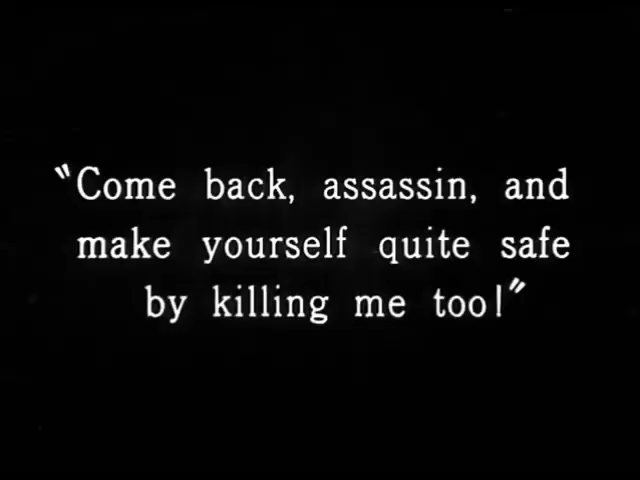 "Come back, assassin, and
make yourself quite safe
by killing me too!"